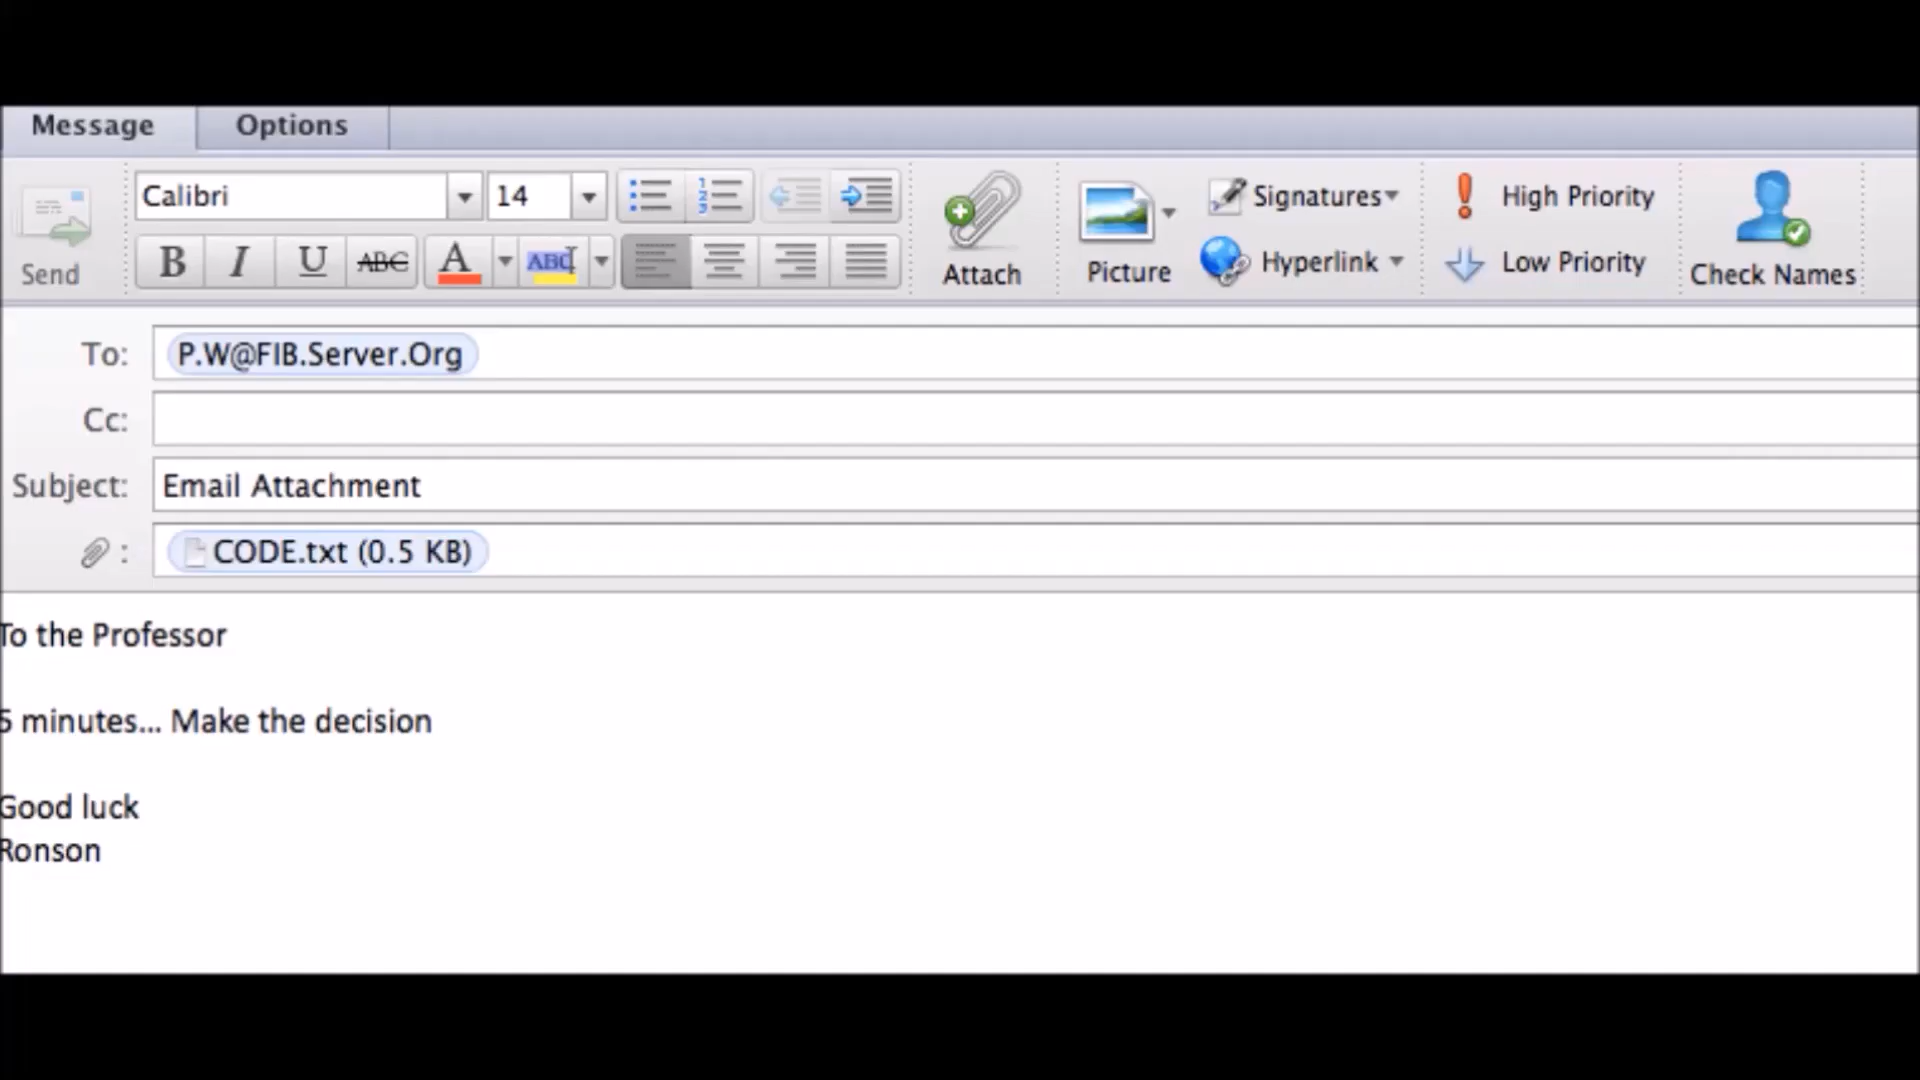 Message Options
Calibri 14 Signatures High Priority
B I U ABC A ABC Hyperlink Low Priority
Send Attach Picture Check Names
To: P.W@FIB.Server.Org
Cc:
Subject: Email Attachment
: CODE.txt (0.5 KB)
To the Professor
5 minutes... Make the decision
Good luck
Ronson